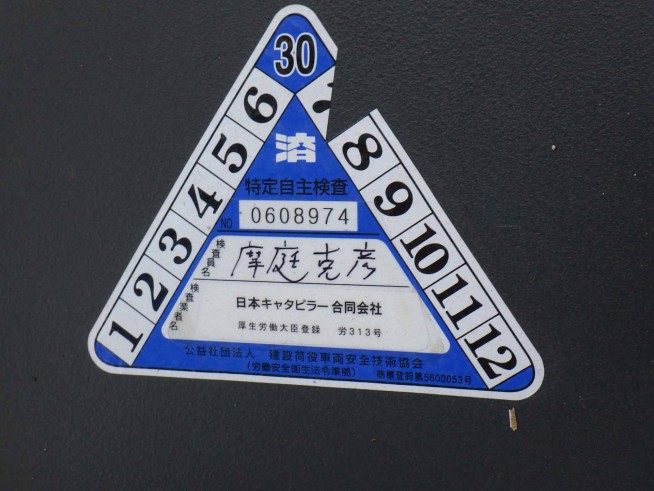 30
1 2 3 4 5 6
8 9 10 11 12
済
特定自主検査
NO 0608974
検査員名 摩庭克彦
検査業者名 日本キャタピラー合同会社
厚生労働大臣登録 労313号
公益社団法人 建設荷役車両安全技術協会
(労働安全衛生法令準拠) 商標登録第5600053号